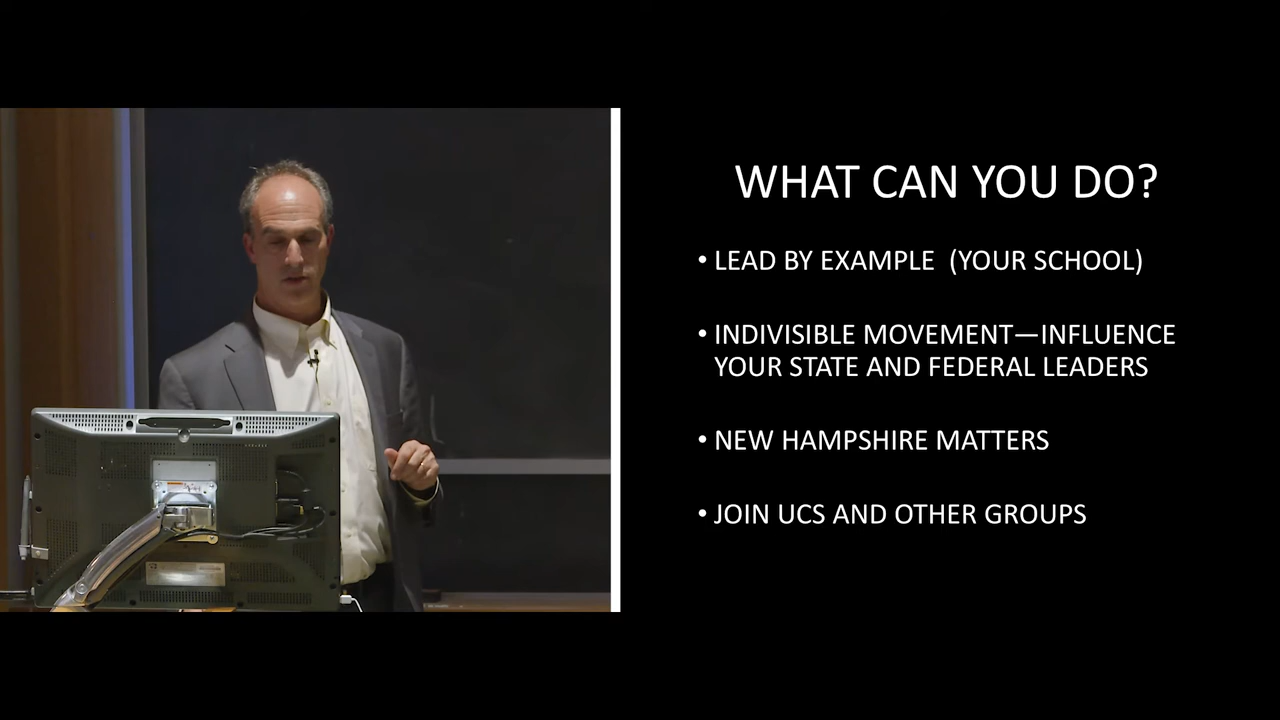 WHAT CAN YOU DO?
• LEAD BY EXAMPLE (YOUR SCHOOL)
• INDIVISIBLE MOVEMENT—INFLUENCE
YOUR STATE AND FEDERAL LEADERS
• NEW HAMPSHIRE MATTERS
• JOIN UCS AND OTHER GROUPS